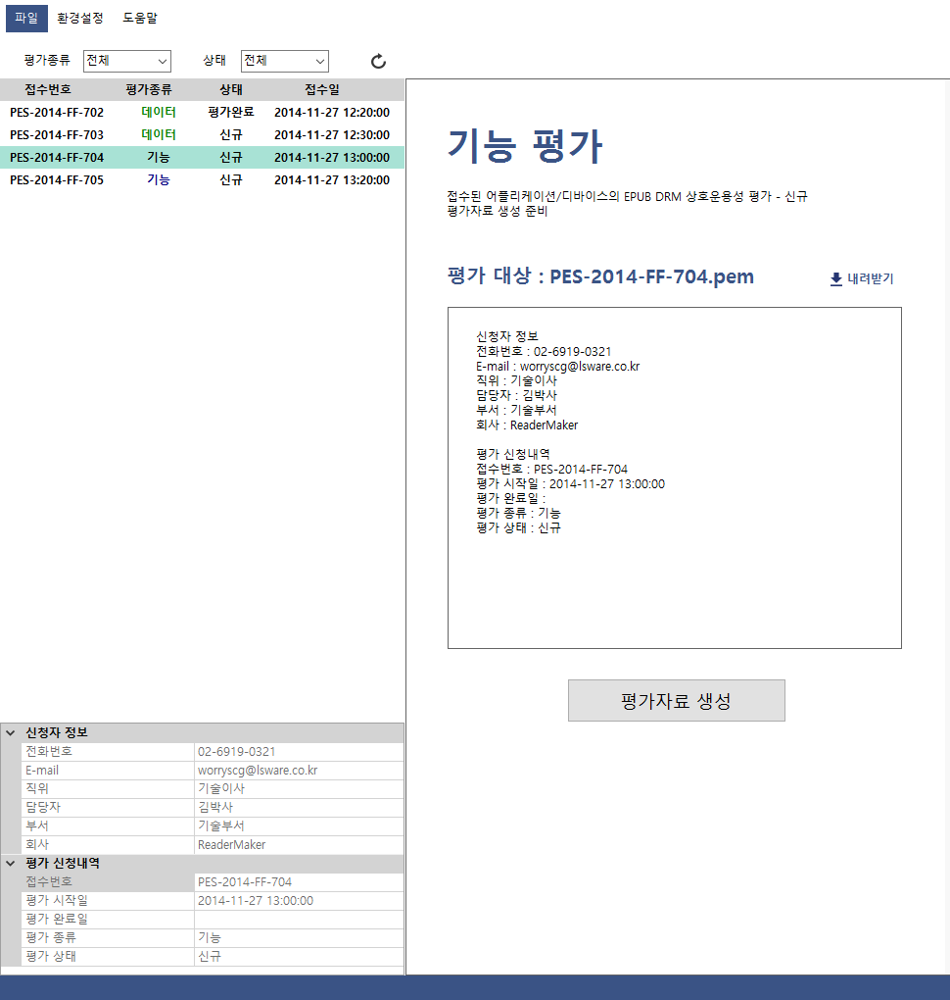 파일 환경설정 도움말
평가종류 전체 상태 전체
접수번호 평가종류 상태 접수일
PES-2014-FF-702 데이터 평가완료 2014-11-27 12:20:00
PES-2014-FF-703 데이터 신규 2014-11-27 12:30:00
PES-2014-FF-704 기능 신규 2014-11-27 13:00:00
PES-2014-FF-705 기능 신규 2014-11-27 13:20:00
신청자 정보
전화번호 02-6919-0321
E-mail worryscg@lsware.co.kr
직위 기술이사
담당자 김박사
부서 기술부서
회사 ReaderMaker
평가 신청내역
접수번호 PES-2014-FF-704
평가 시작일 2014-11-27 13:00:00
평가 완료일
평가 종류 기능
평가 상태 신규
기능 평가
접수된 어플리케이션/디바이스의 EPUB DRM 상호운용성 평가 - 신규
평가자료 생성 준비
평가 대상 : PES-2014-FF-704.pem 내려받기
신청자 정보
전화번호 : 02-6919-0321
E-mail : worryscg@lsware.co.kr
직위 : 기술이사
담당자 : 김박사
부서 : 기술부서
회사 : ReaderMaker
평가 신청내역
접수번호 : PES-2014-FF-704
평가 시작일 : 2014-11-27 13:00:00
평가 완료일 :
평가 종류 : 기능
평가 상태 : 신규
평가자료 생성